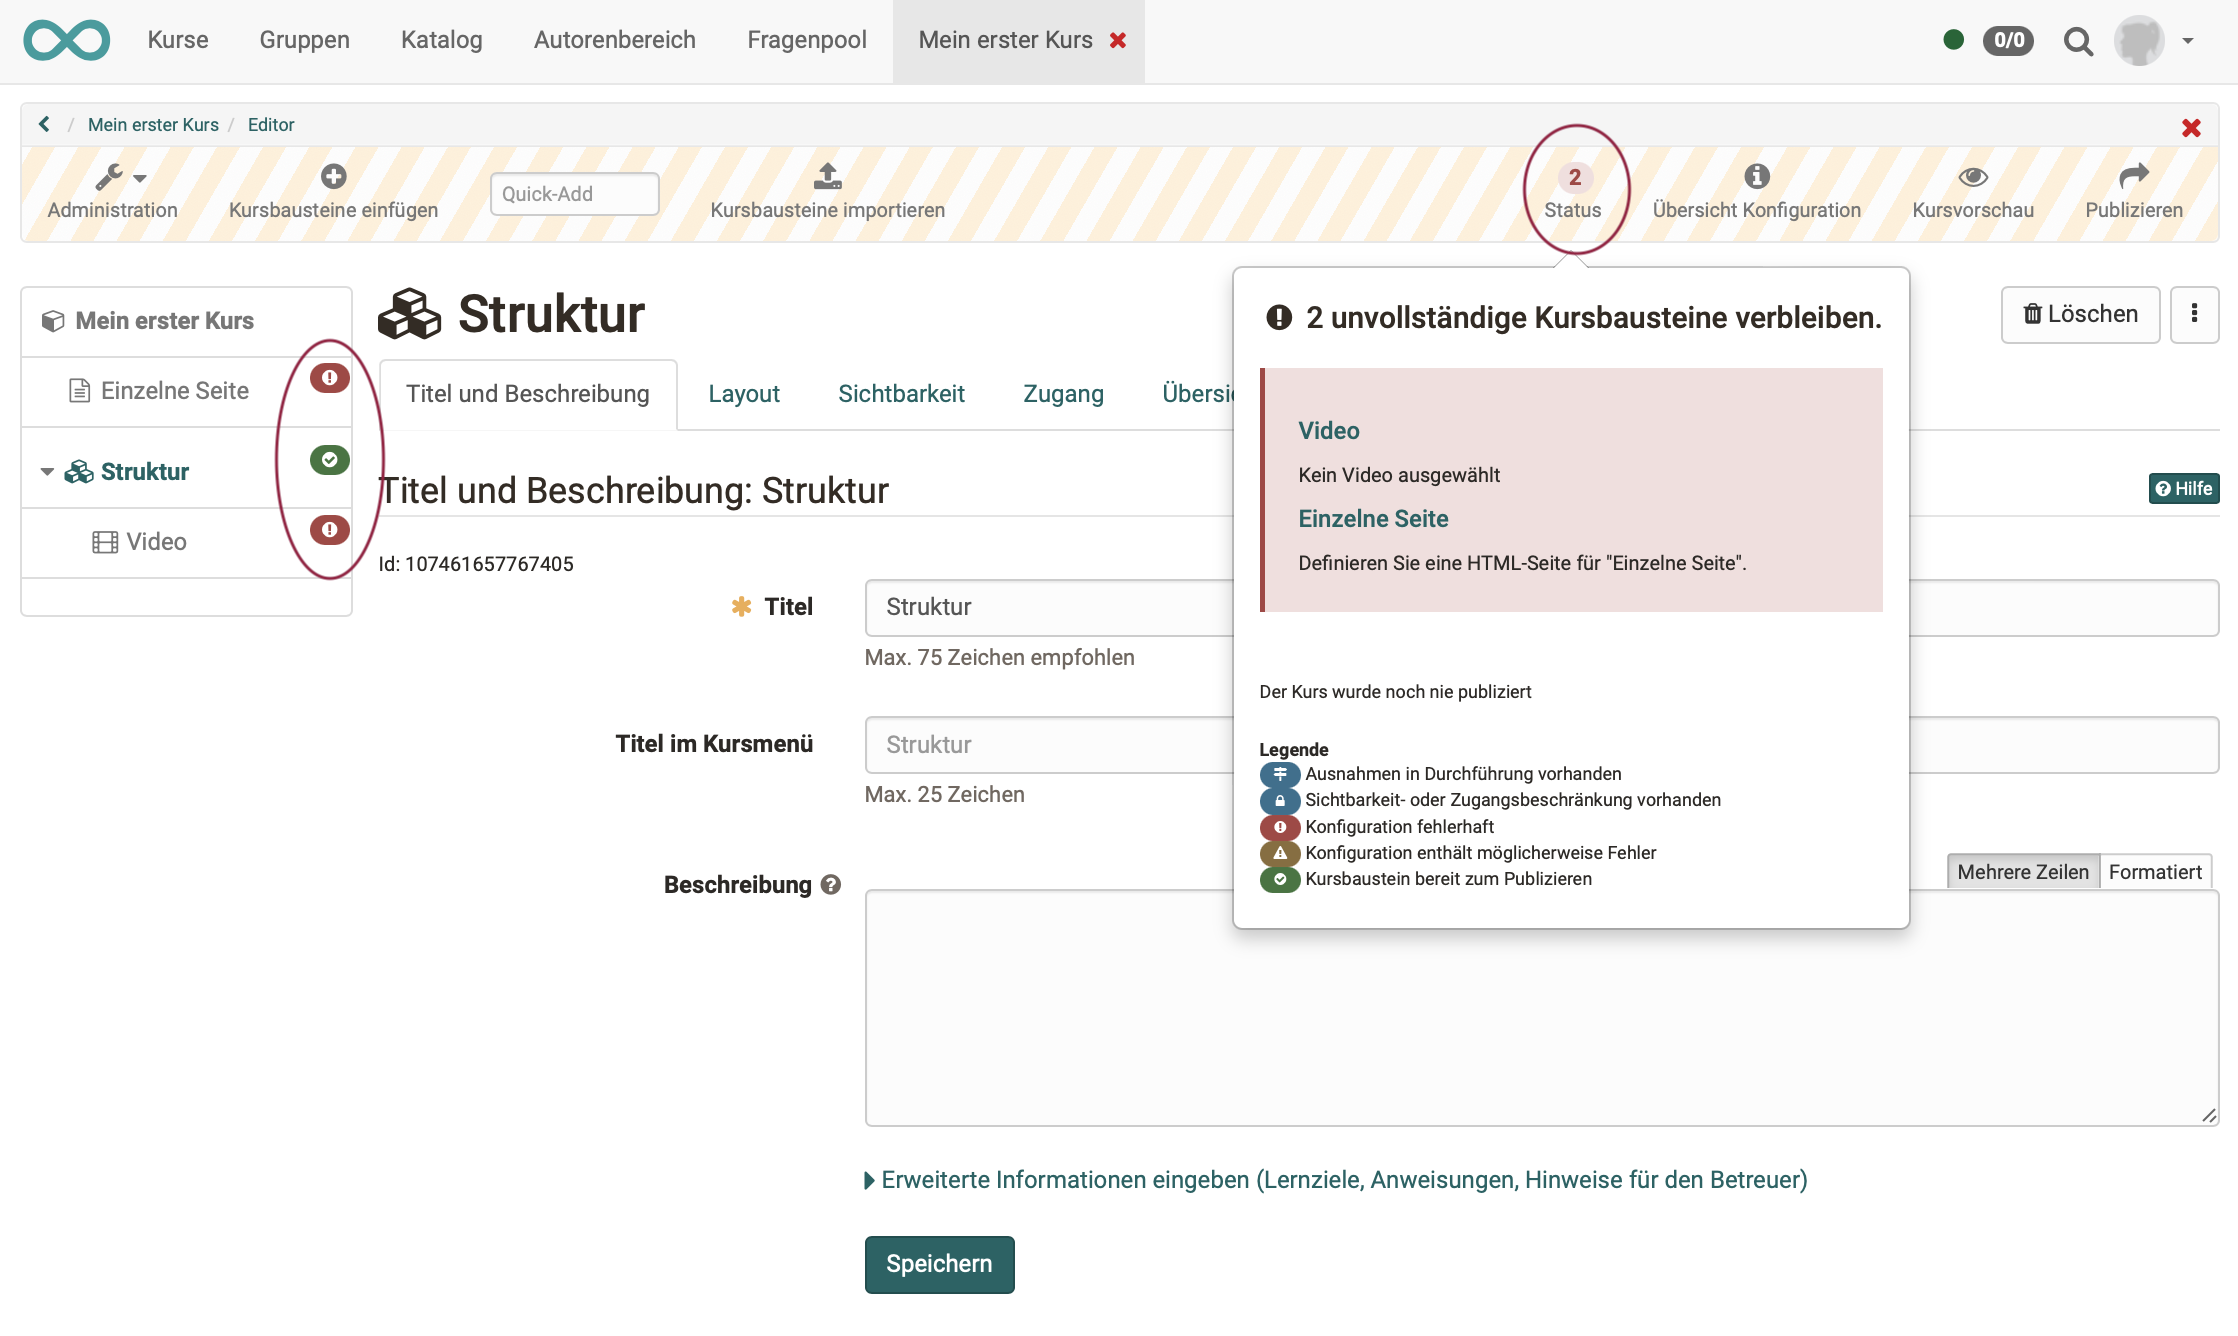 Kurse Gruppen Katalog Autorenbereich Fragenpool Mein erster Kurs 0/0
/ Mein erster Kurs / Editor
Administration Kursbausteine einfügen Quick-Add Kursbausteine importieren 2 Status Übersicht Konfiguration Kursvorschau Publizieren
Mein erster Kurs
Einzelne Seite
Struktur
Video
Struktur
Löschen
Titel und Beschreibung Layout Sichtbarkeit Zugang Übersi
Titel und Beschreibung: Struktur
Hilfe
Id: 107461657767405
Titel Struktur
Max. 75 Zeichen empfohlen
Titel im Kursmenü Struktur
Max. 25 Zeichen
Beschreibung
Mehrere Zeilen Formatiert
2 unvollständige Kursbausteine verbleiben.
Video
Kein Video ausgewählt
Einzelne Seite
Definieren Sie eine HTML-Seite für "Einzelne Seite".
Der Kurs wurde noch nie publiziert
Legende
Ausnahmen in Durchführung vorhanden
Sichtbarkeit- oder Zugangsbeschränkung vorhanden
Konfiguration fehlerhaft
Konfiguration enthält möglicherweise Fehler
Kursbaustein bereit zum Publizieren
Erweiterte Informationen eingeben (Lernziele, Anweisungen, Hinweise für den Betreuer)
Speichern